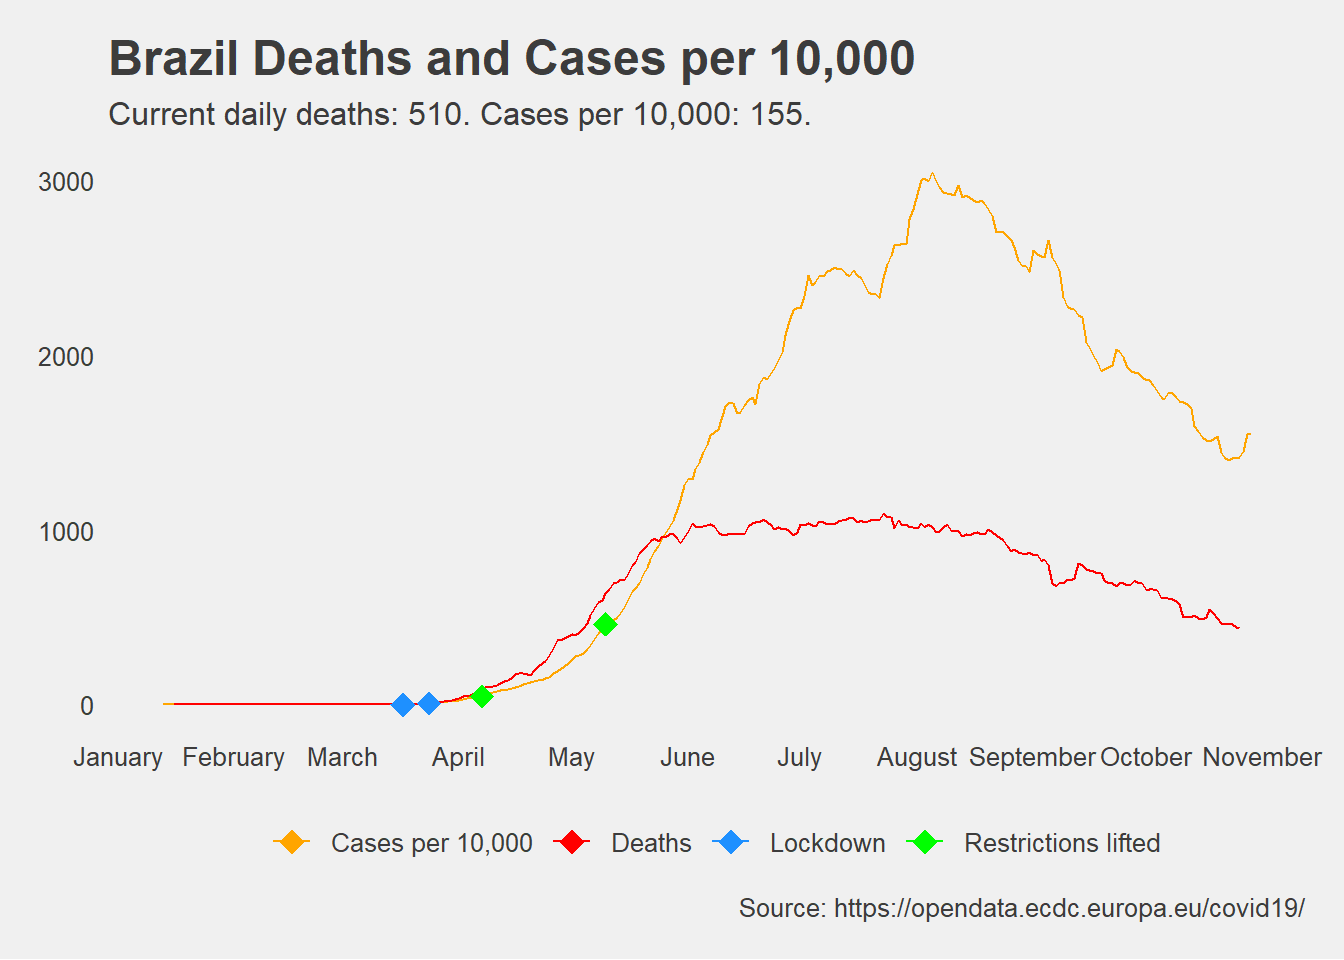 Brazil Deaths and Cases per 10,000
Current daily deaths: 510. Cases per 10,000: 155.
3000
2000
1000
0
January February March April May June July August September October November
Cases per 10,000 Deaths Lockdown Restrictions lifted
Source: https://opendata.ecdc.europa.eu/covid19/